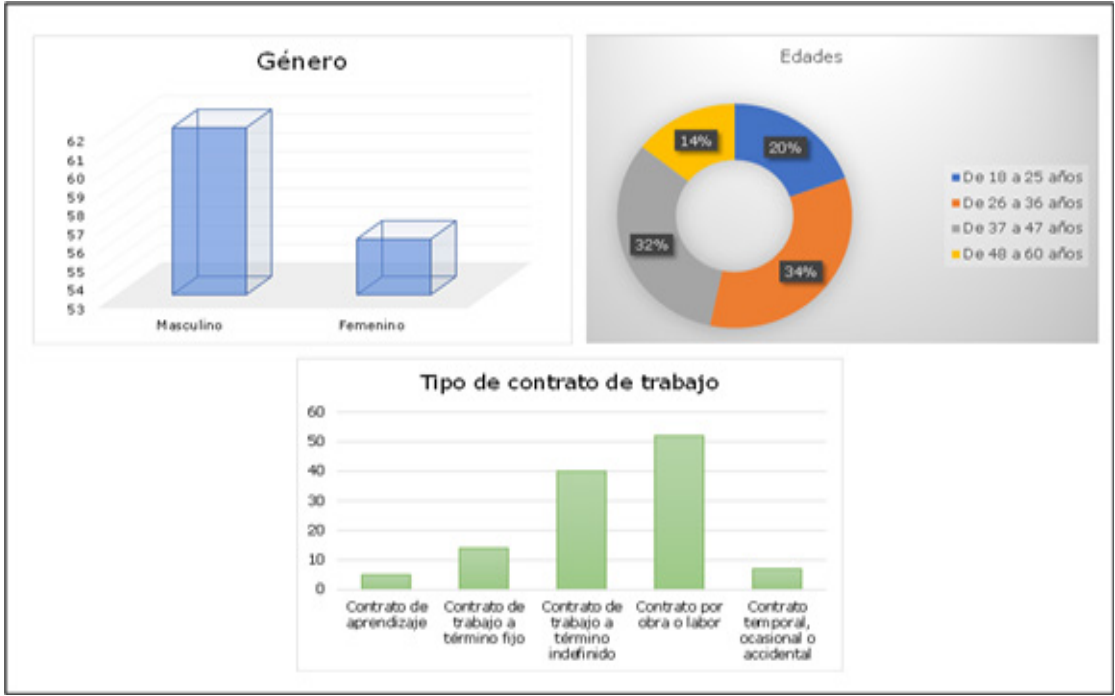 Género
62
61
60
59
58
57
56
55
54
53
Masculino
Femenino
Edades
14%
20%
32%
34%
De 18 a 25 años
De 26 a 36 años
De 37 a 47 años
De 48 a 60 años
Tipo de contrato de trabajo
60
50
40
30
20
10
0
Contrato de
aprendizaje
Contrato de
trabajo a
término fijo
Contrato de
trabajo a
término
indefinido
Contrato por
obra o labor
Contrato
temporal,
ocasional o
accidental